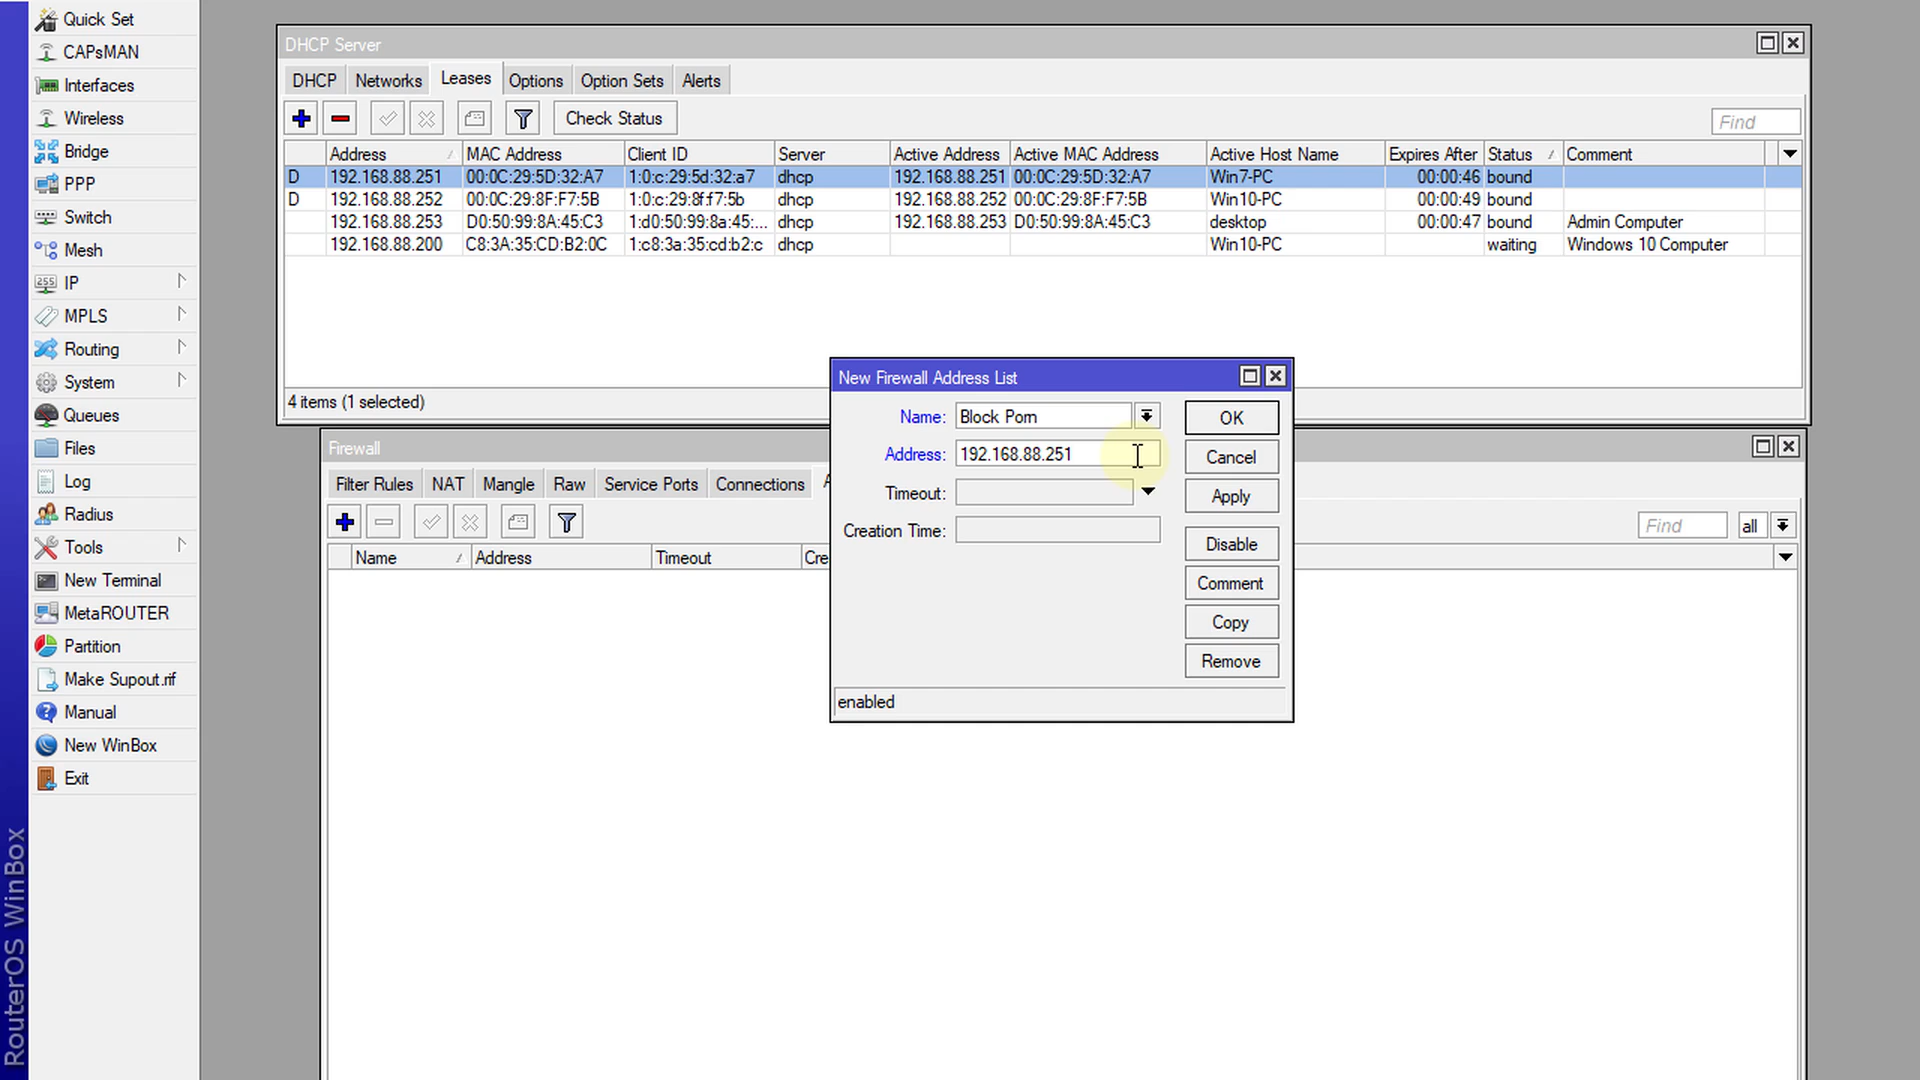 Quick Set
CAPsMAN
Interfaces
Wireless
Bridge
PPP
Switch
Mesh
IP
MPLS
Routing
System
Queues
Files
Log
Radius
Tools
New Terminal
MetaROUTER
Partition
Make Supout.rif
Manual
New WinBox
Exit
RouterOS WinBox
DHCP Server
DHCP Networks Leases Options Option Sets Alerts
Check Status Find
Address MAC Address Client ID Server Active Address Active MAC Address Active Host Name Expires After Status Comment
D 192.168.88.251 00:0C:29:5D:32:A7 1:0:c:29:5d:32:a7 dhcp 192.168.88.251 00:0C:29:5D:32:A7 Win7-PC 00:00:46 bound
D 192.168.88.252 00:0C:29:8F:F7:5B 1:0:c:29:8f:f7:5b dhcp 192.168.88.252 00:0C:29:8F:F7:5B Win10-PC 00:00:49 bound
192.168.88.253 D0:50:99:8A:45:C3 1:d0:50:99:8a:45:... dhcp 192.168.88.253 D0:50:99:8A:45:C3 desktop 00:00:47 bound Admin Computer
192.168.88.200 C8:3A:35:CD:B2:0C 1:c8:3a:35:cd:b2:c dhcp Win10-PC waiting Windows 10 Computer
4 items (1 selected)
Firewall
Filter Rules NAT Mangle Raw Service Ports Connections A
Find all
Name Address Timeout Cre
New Firewall Address List
Name: Block Porn OK
Address: 192.168.88.251 Cancel
Timeout: Apply
Creation Time:
Disable
Comment
Copy
Remove
enabled